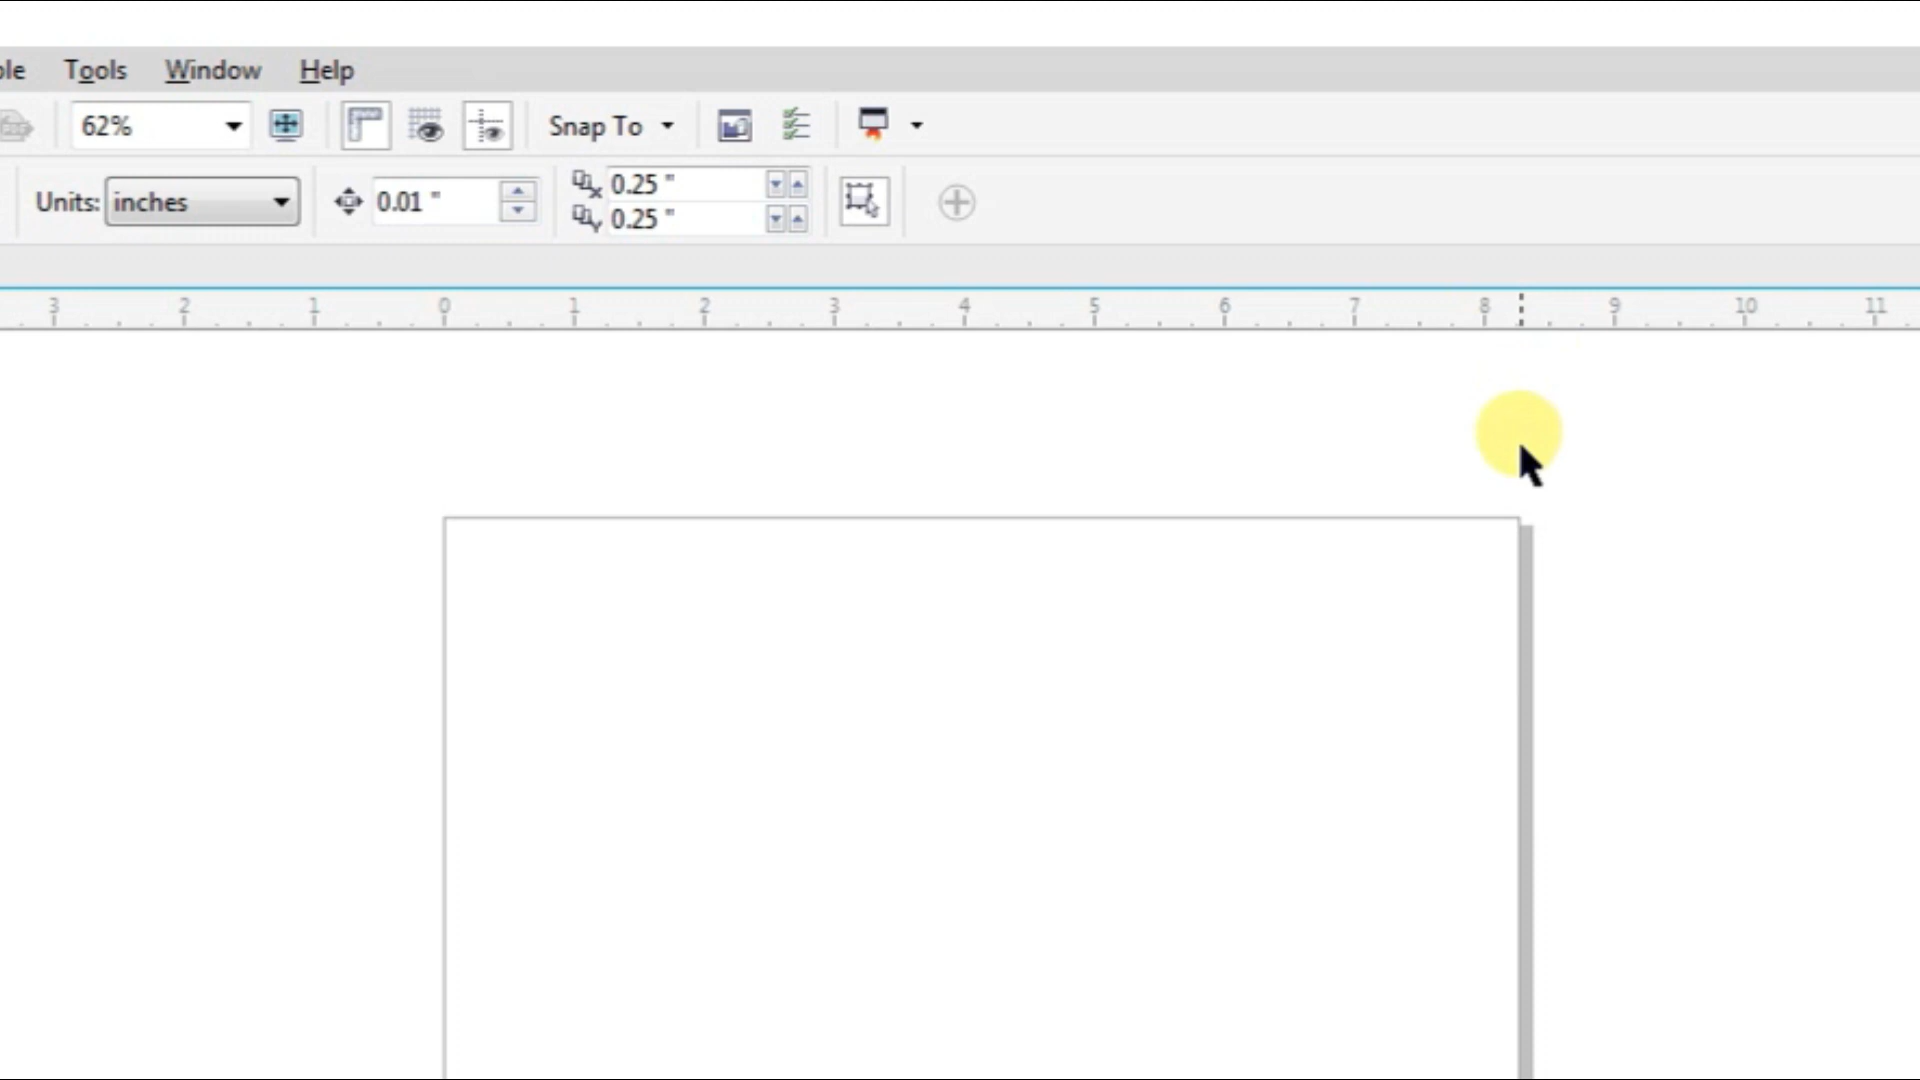 ole Tools Window Help
62% Snap To
Units: inches 0.01 " 0.25 "
0.25 "
3 2 1 0 1 2 3 4 5 6 7 8 9 10 11